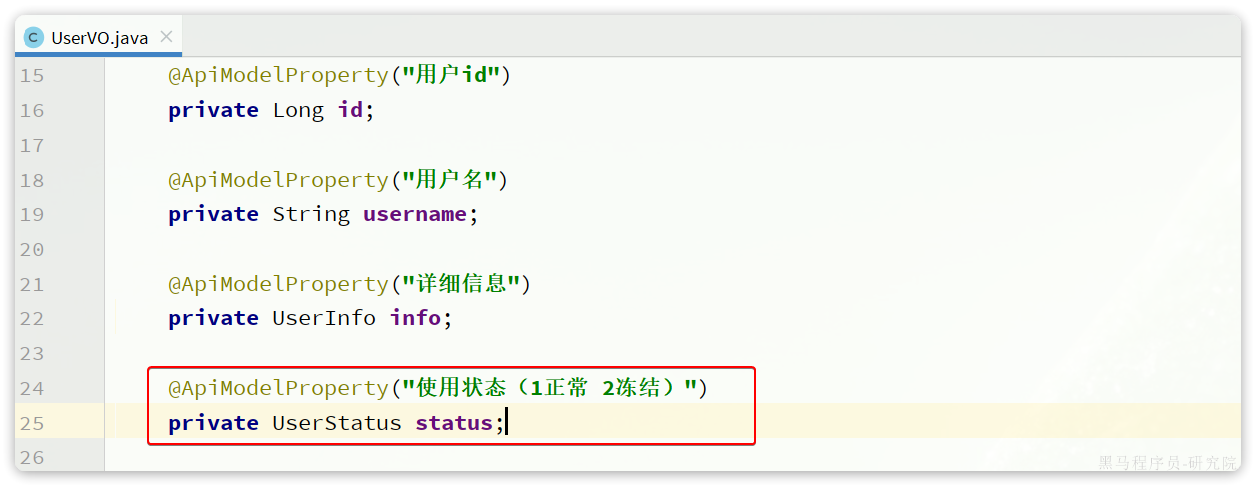 UserVO.java
15 @ApiModelProperty("用户id")
16 private Long id;
17
18 @ApiModelProperty("用户名")
19 private String username;
20
21 @ApiModelProperty("详细信息")
22 private UserInfo info;
23
24 @ApiModelProperty("使用状态（1正常 2冻结）")
25 private UserStatus status;
26
黑马程序员-研究院